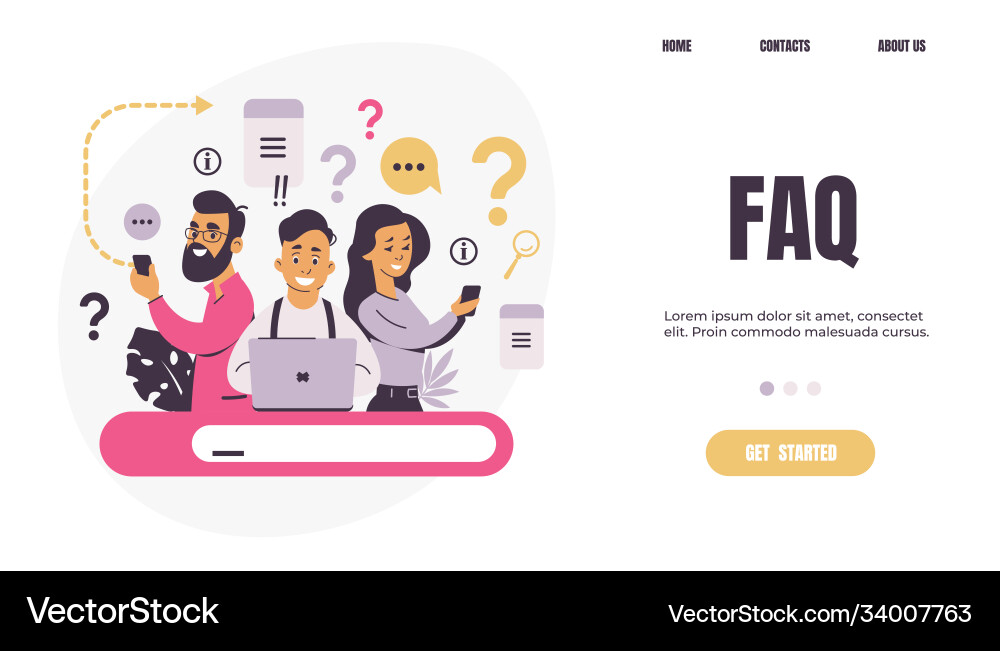 HOME CONTACTS ABOUT US
FAQ
Lorem ipsum dolor sit amet, consectet
elit. Proin commodo malesuada cursus.
GET STARTED
!!
?
?
?
?
i
i
VectorStock
VectorStock.com/34007763